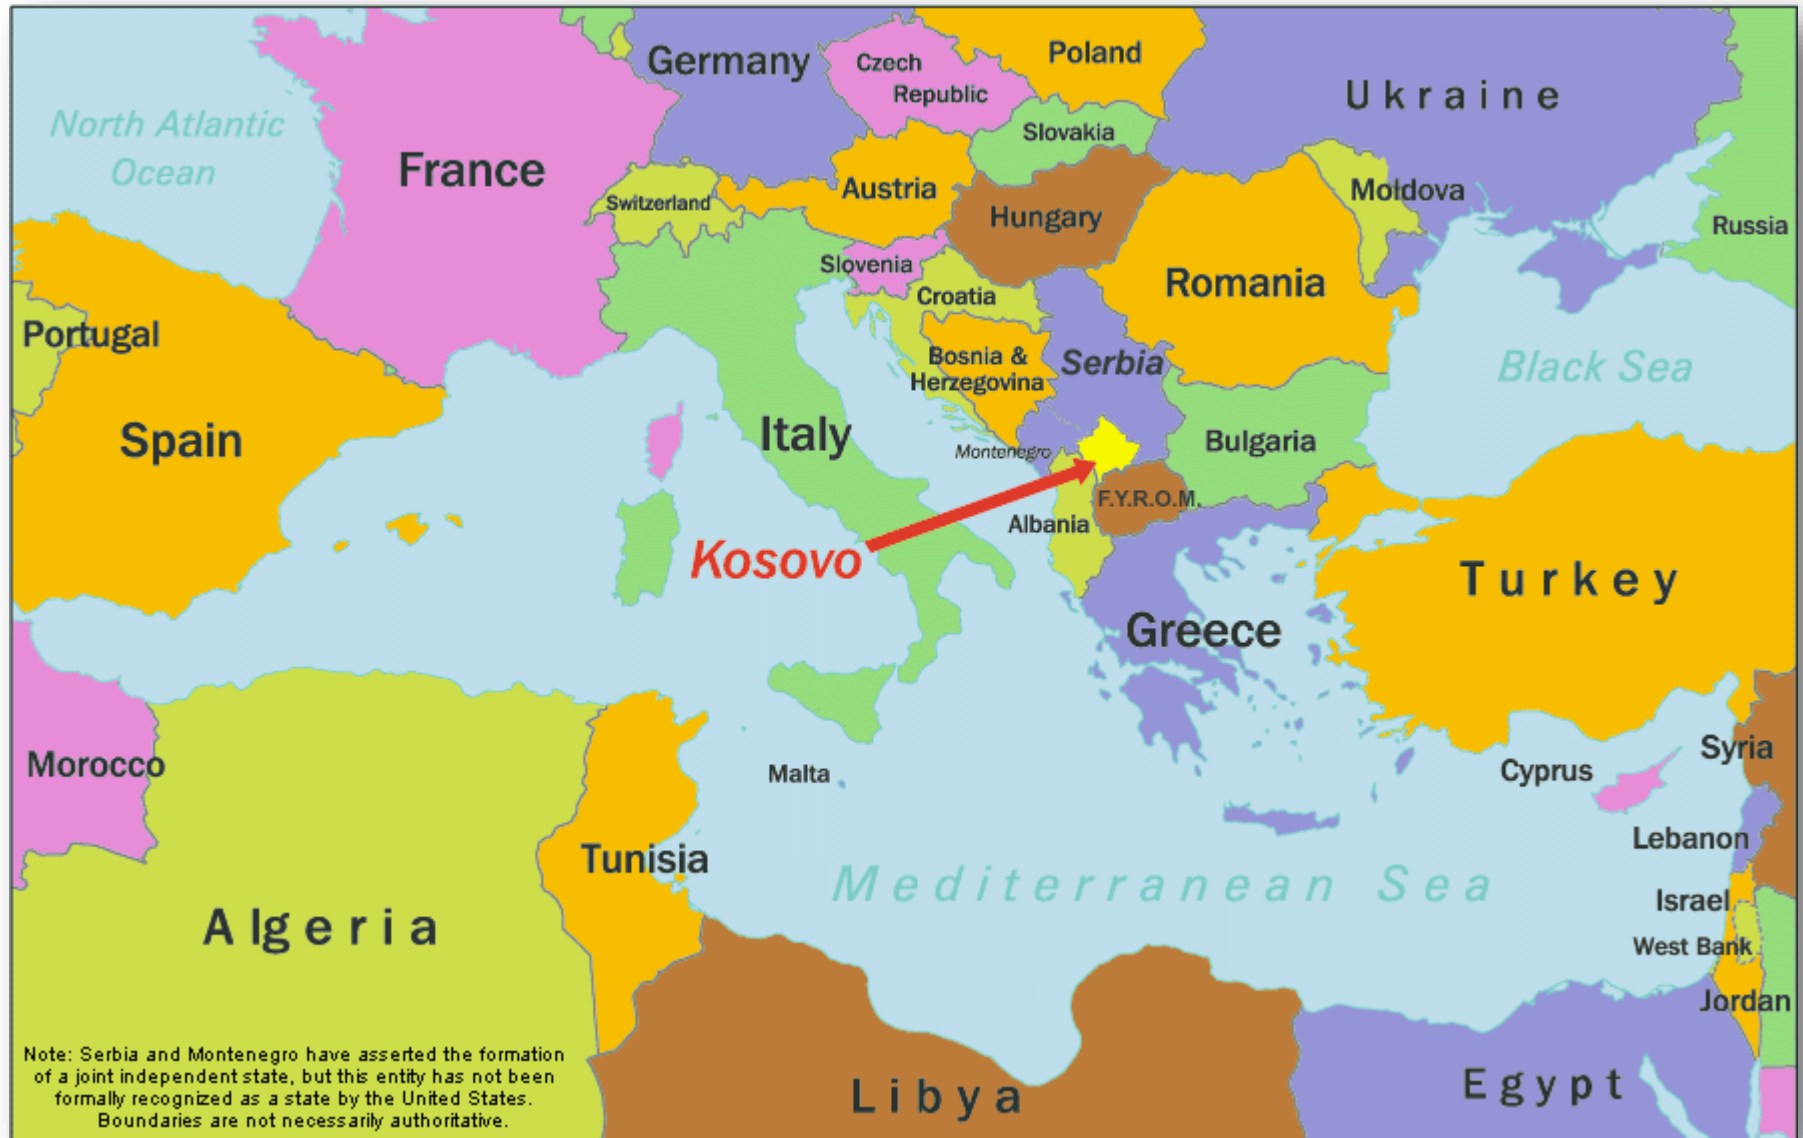 Germany
Czech
Republic
Poland
Ukraine
North Atlantic
Ocean
France
Slovakia
Switzerland
Austria
Hungary
Moldova
Russia
Slovenia
Croatia
Romania
Portugal
Bosnia &
Herzegovina
Serbia
Black Sea
Spain
Italy
Montenegro
Bulgaria
F.Y.R.O.M.
Albania
Kosovo
Turkey
Greece
Morocco
Malta
Cyprus
Syria
Lebanon
Tunisia
Mediterranean Sea
Israel
Algeria
West Bank
Jordan
Libya
Egypt
Note: Serbia and Montenegro have asserted the formation
of a joint independent state, but this entity has not been
formally recognized as a state by the United States.
Boundaries are not necessarily authoritative.